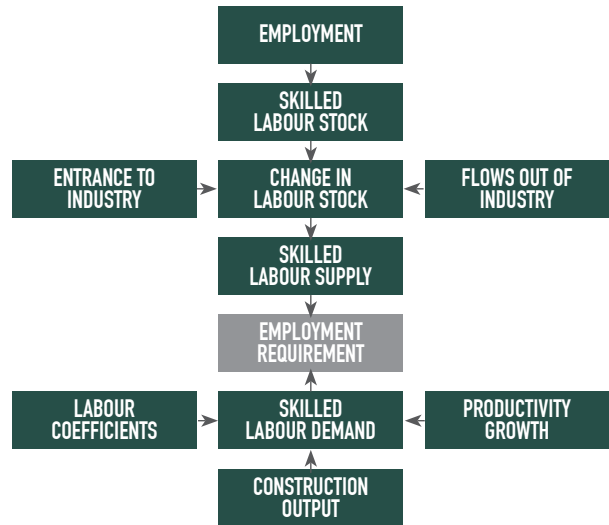 EMPLOYMENT
SKILLED
LABOUR STOCK
ENTRANCE TO
INDUSTRY
CHANGE IN
LABOUR STOCK
FLOWS OUT OF
INDUSTRY
SKILLED
LABOUR SUPPLY
EMPLOYMENT
REQUIREMENT
LABOUR
COEFFICIENTS
SKILLED
LABOUR DEMAND
PRODUCTIVITY
GROWTH
CONSTRUCTION
OUTPUT